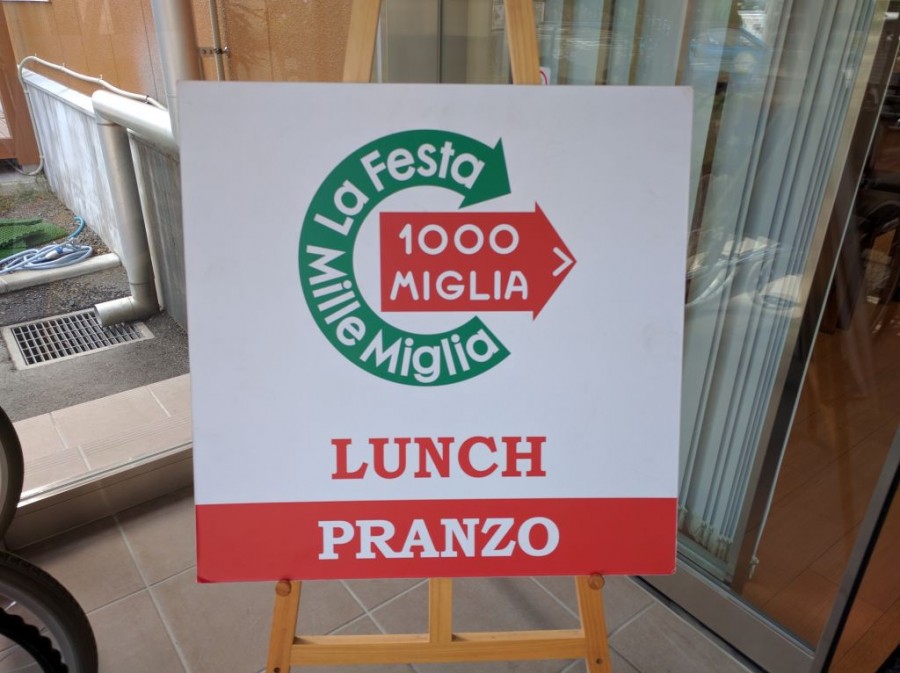 La Festa Mille Miglia
1000
MIGLIA
LUNCH
PRANZO